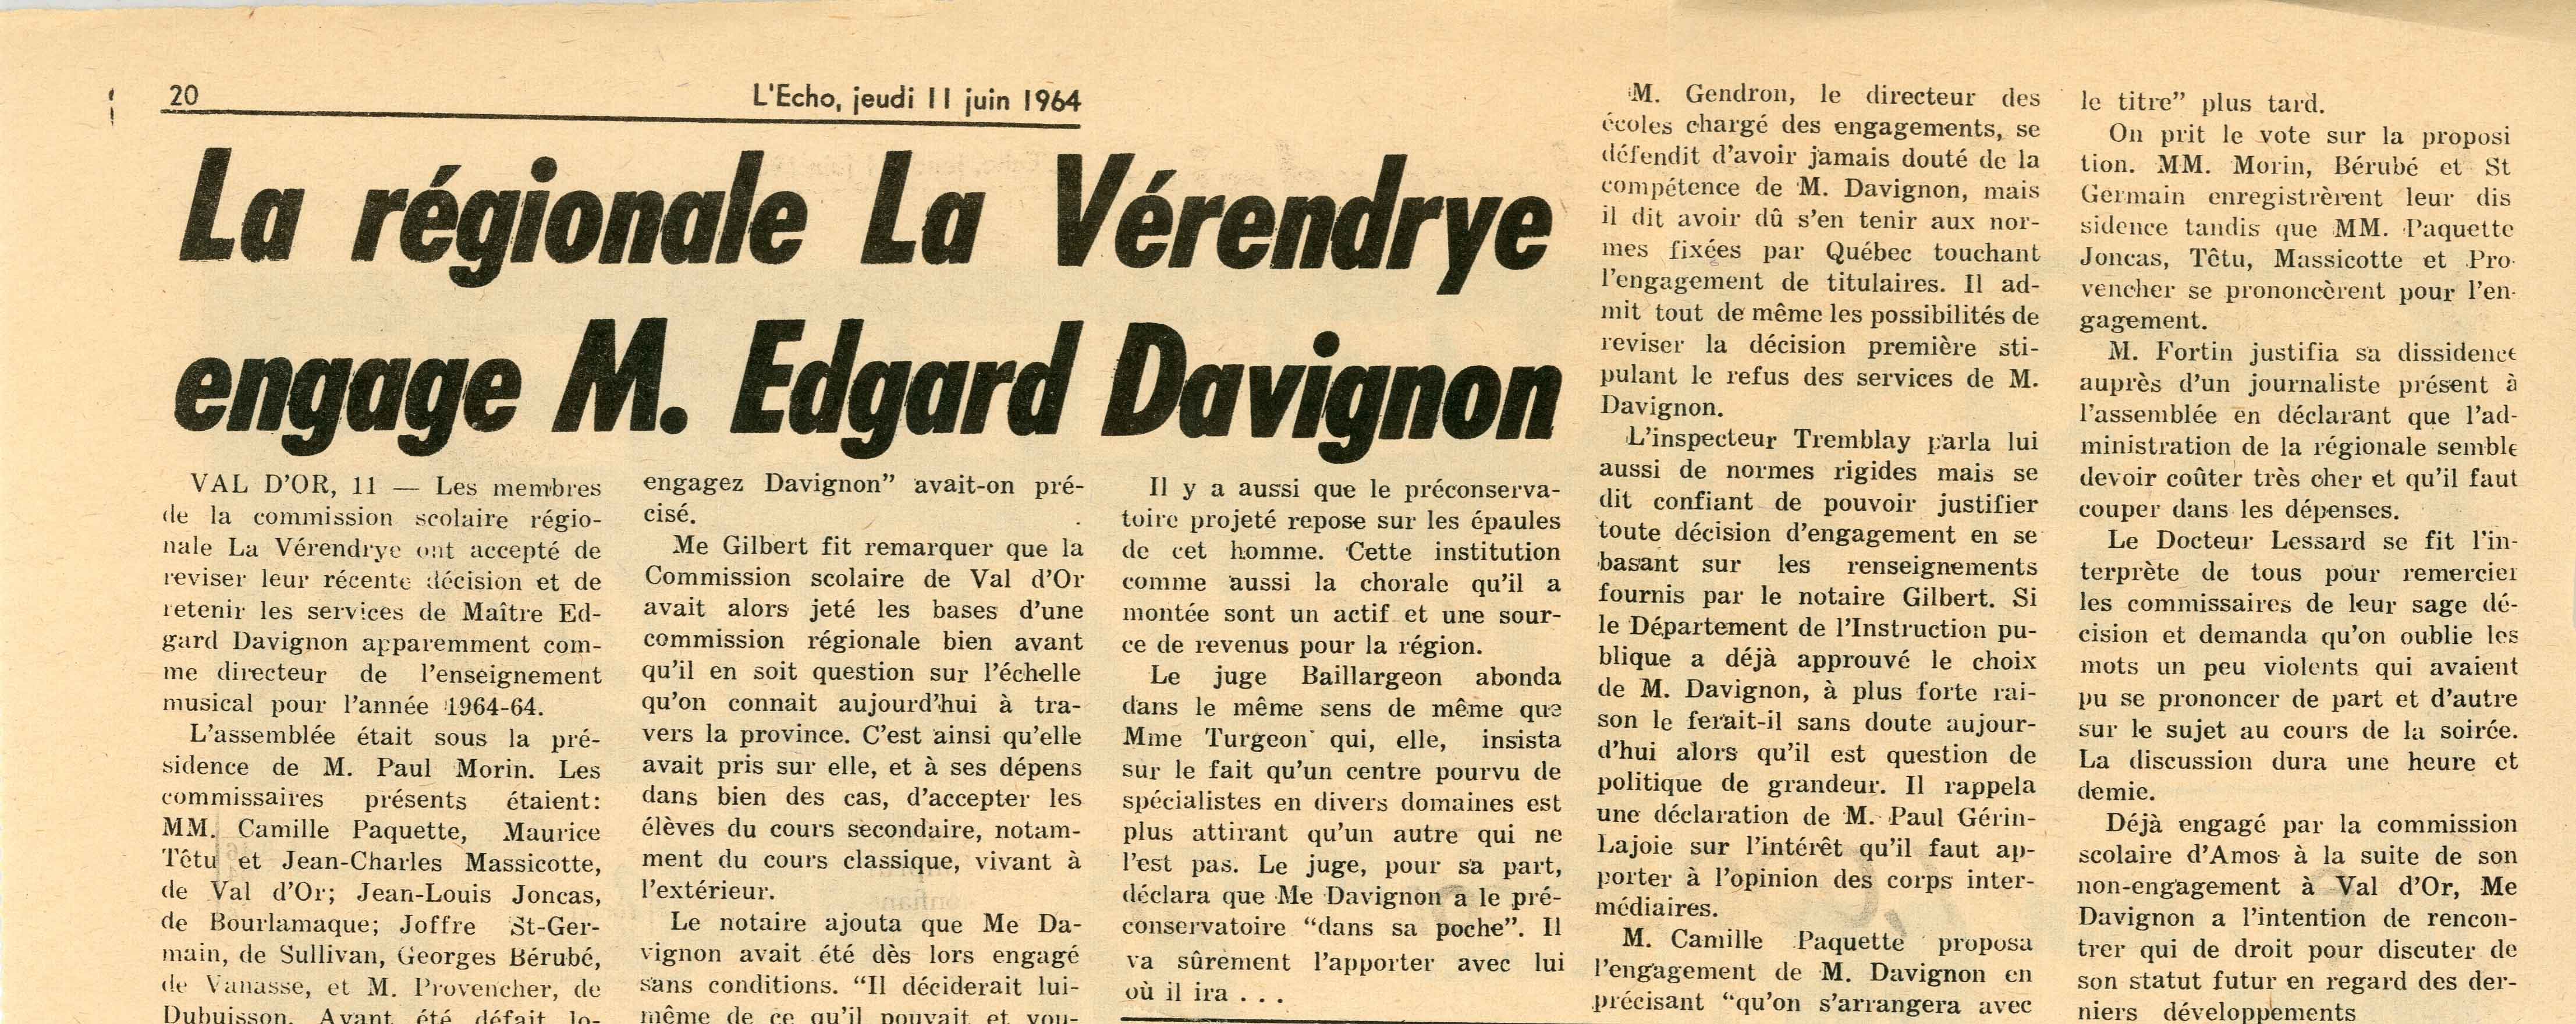 20
L'Echo, jeudi 11 juin 1964
La régionale La Vérendrye
engage M. Edgard Davignon
VAL D'OR, 11 — Les membres
de la commission scolaire régio-
nale La Vérendrye ont accepté de
reviser leur récente décision et de
retenir les services de Maître Ed-
gard Davignon apparemment com-
me directeur de l'enseignement
musical pour l'année 1964-64.
L'assemblée était sous la pré-
sidence de M. Paul Morin. Les
commissaires présents étaient:
MM. Camille Paquette, Maurice
Têtu et Jean-Charles Massicotte,
de Val d'Or; Jean-Louis Joncas,
de Bourlamaque; Joffre St-Ger-
main, de Sullivan, Georges Bérubé,
de Vanasse, et M. Provencher, de
Dubuisson. Ayant été défait lo-
engagez Davignon" avait-on pré-
cisé.
Me Gilbert fit remarquer que la
Commission scolaire de Val d'Or
avait alors jeté les bases d'une
commission régionale bien avant
qu'il en soit question sur l'échelle
qu'on connait aujourd'hui à tra-
vers la province. C'est ainsi qu'elle
avait pris sur elle, et à ses dépens
dans bien des cas, d'accepter les
élèves du cours secondaire, notam-
ment du cours classique, vivant à
l'extérieur.
Le notaire ajouta que Me Da-
vignon avait été dès lors engagé
sans conditions. "Il déciderait lui-
même de ce qu'il pouvait et vou-
Il y a aussi que le préconserva-
toire projeté repose sur les épaules
de cet homme. Cette institution
comme aussi la chorale qu'il a
montée sont un actif et une sour-
ce de revenus pour la région.
Le juge Baillargeon abonda
dans le même sens de même que
Mme Turgeon qui, elle, insista
sur le fait qu'un centre pourvu de
spécialistes en divers domaines est
plus attirant qu'un autre qui ne
l'est pas. Le juge, pour sa part,
déclara que Me Davignon a le pré-
conservatoire "dans sa poche". Il
va sûrement l'apporter avec lui
où il ira . . .
M. Gendron, le directeur des
écoles chargé des engagements, se
défendit d'avoir jamais douté de la
compétence de M. Davignon, mais
il dit avoir dû s'en tenir aux nor-
mes fixées par Québec touchant
l'engagement de titulaires. Il ad-
mit tout de même les possibilités de
reviser la décision première sti-
pulant le refus des services de M.
Davignon.
L'inspecteur Tremblay parla lui
aussi de normes rigides mais se
dit confiant de pouvoir justifier
toute décision d'engagement en se
basant sur les renseignements
fournis par le notaire Gilbert. Si
le Département de l'Instruction pu-
blique a déjà approuvé le choix
de M. Davignon, à plus forte rai-
son le ferait-il sans doute aujour-
d'hui alors qu'il est question de
politique de grandeur. Il rappela
une déclaration de M. Paul Gérin-
Lajoie sur l'intérêt qu'il faut ap-
porter à l'opinion des corps inter-
médiaires.
M. Camille Paquette proposa
l'engagement de M. Davignon en
précisant "qu'on s'arrangera avec
le titre" plus tard.
On prit le vote sur la proposi
tion. MM. Morin, Bérubé et St
Germain enregistrèrent leur dis
sidence tandis que MM. Paquette
Joncas, Têtu, Massicotte et Pro-
vencher se prononcèrent pour l'en-
gagement.
M. Fortin justifia sa dissidence
auprès d'un journaliste présent à
l'assemblée en déclarant que l'ad-
ministration de la régionale semble
devoir coûter très cher et qu'il faut
couper dans les dépenses.
Le Docteur Lessard se fit l'in-
terprète de tous pour remercier
les commissaires de leur sage dé-
cision et demanda qu'on oublie les
mots un peu violents qui avaient
pu se prononcer de part et d'autre
sur le sujet au cours de la soirée.
La discussion dura une heure et
demie.
Déjà engagé par la commission
scolaire d'Amos à la suite de son
non-engagement à Val d'Or, Me
Davignon a l'intention de rencon-
trer qui de droit pour discuter de
son statut futur en regard des der-
niers développements